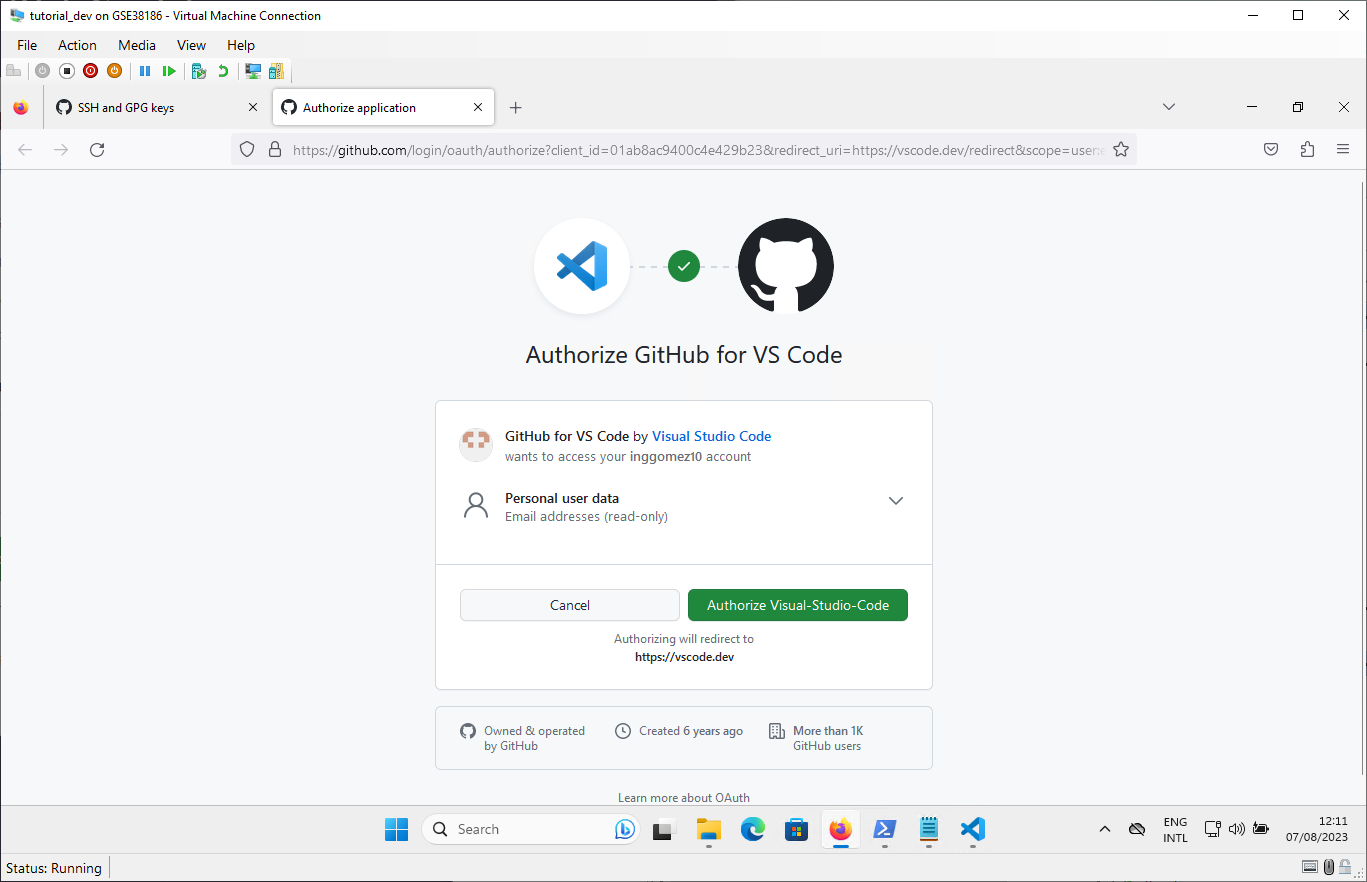 tutorial_dev on GSE38186 - Virtual Machine Connection
File Action Media View Help
SSH and GPG keys
Authorize application
https://github.com/login/oauth/authorize?client_id=01ab8ac9400c4e429b23&redirect_uri=https://vscode.dev/redirect&scope=user:e
Authorize GitHub for VS Code
GitHub for VS Code by Visual Studio Code
wants to access your inggomez10 account
Personal user data
Email addresses (read-only)
Cancel
Authorize Visual-Studio-Code
Authorizing will redirect to
https://vscode.dev
Owned & operated
by GitHub
Created 6 years ago
More than 1K
GitHub users
Learn more about OAuth
Search
ENG
INTL
12:11
07/08/2023
Status: Running